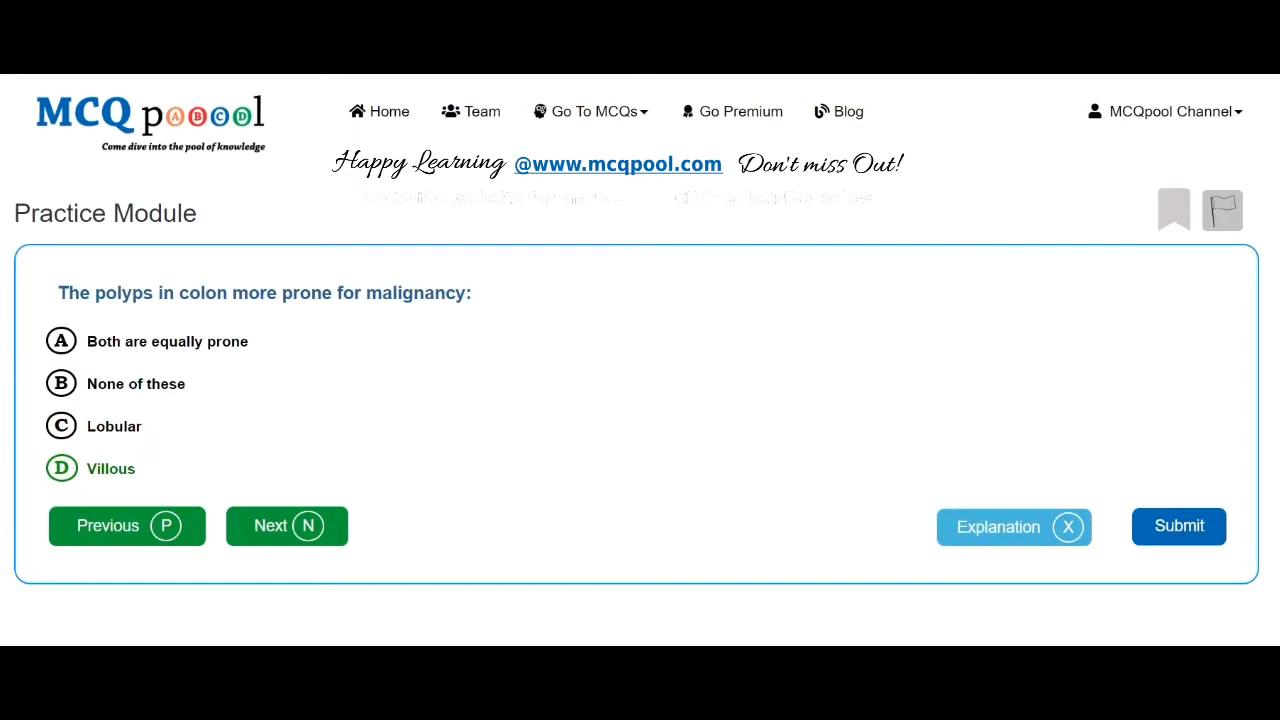 MCQ pABCDl
Come dive into the pool of knowledge
Home Team Go To MCQs Go Premium Blog MCQpool Channel
Happy Learning @www.mcqpool.com Don't miss Out!
Practice Module
The polyps in colon more prone for malignancy:
A Both are equally prone
B None of these
C Lobular
D Villous
Previous P Next N Explanation X Submit